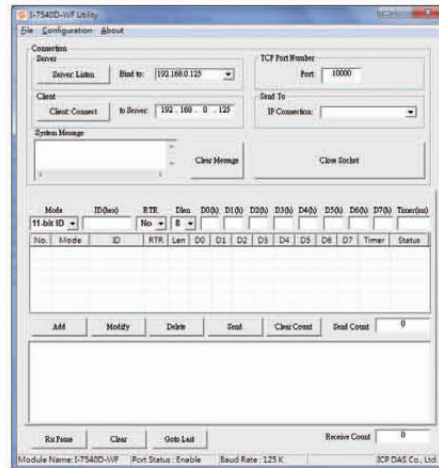 I-7540D-WF Utility
File Configuration About
Connection
Server
Server: Listen Bind to: 192.168.0.125
TCP Port Number
Port: 10000
Client
Client: Connect to Server: 192 . 168 . 0 . 125
Send To
IP Connection:
System Message
Clear Message
Close Socket
Mode ID(hex) RTR Dlen D0(h) D1(h) D2(h) D3(h) D4(h) D5(h) D6(h) D7(h) Timer(ms)
11-bit ID No 8
No. Mode ID RTR Len D0 D1 D2 D3 D4 D5 D6 D7 Timer Status
Add Modify Delete Send Clear Count Send Count 0
Rx Pause Clear Goto Last Receive Count 0
Module Name: I-7540D-WF Port Status : Enable Baud Rate : 125 K ICP DAS Co., Ltd.